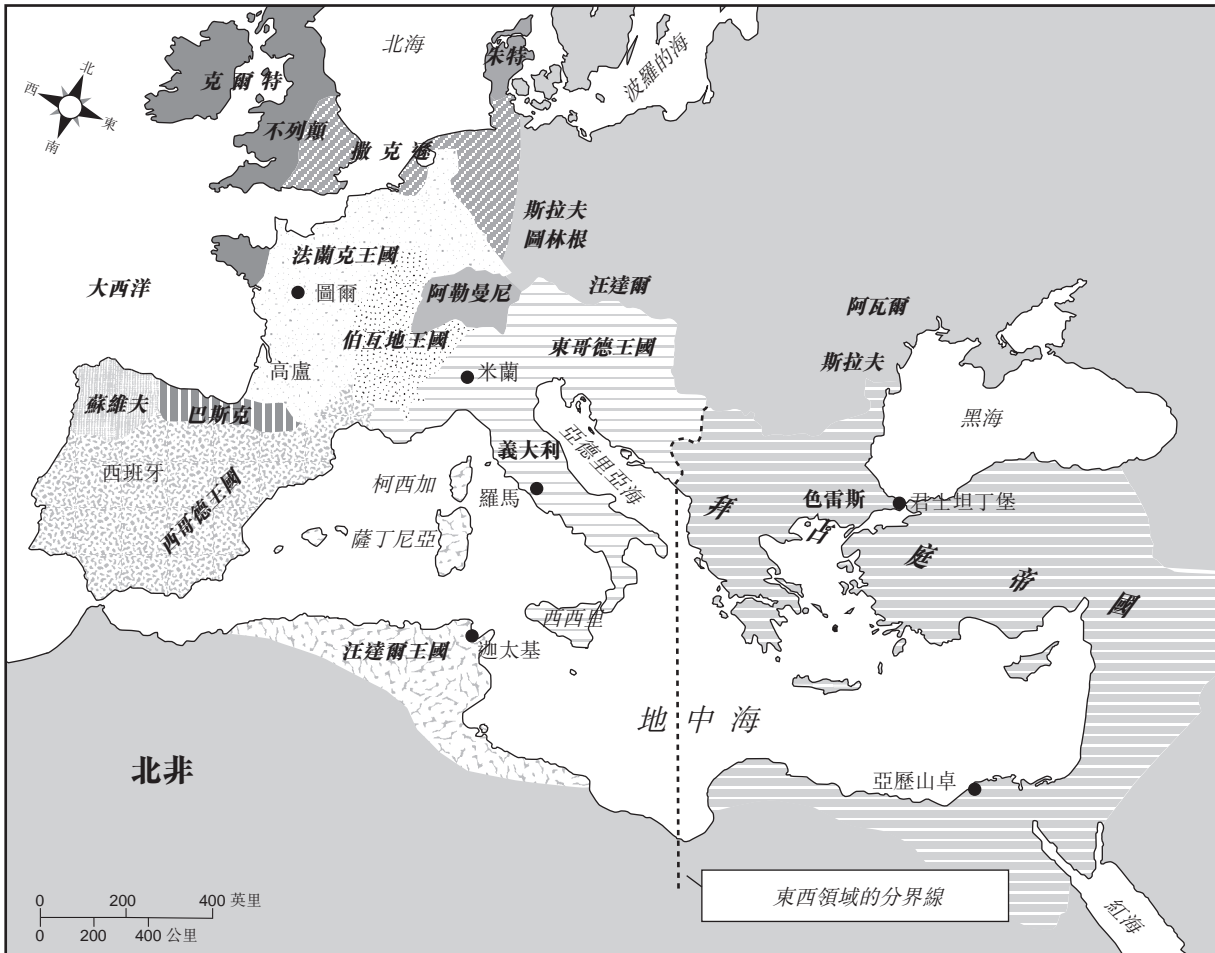 北海
朱特
波羅的海
克爾特
北
西
東
南
不列顛
撒克遜
斯拉夫
圖林根
法蘭克王國
大西洋
圖爾
阿勒曼尼
汪達爾
阿瓦爾
伯亙地王國
東哥德王國
斯拉夫
高盧
米蘭
蘇維夫
巴斯克
黑海
亞德里亞海
西班牙
義大利
西哥德王國
柯西加
羅馬
色雷斯
君士坦丁堡
拜占庭帝國
薩丁尼亞
西西里
汪達爾王國
迦太基
地中海
北非
亞歷山卓
東西領域的分界線
紅海
0 200 400 英里
0 200 400 公里